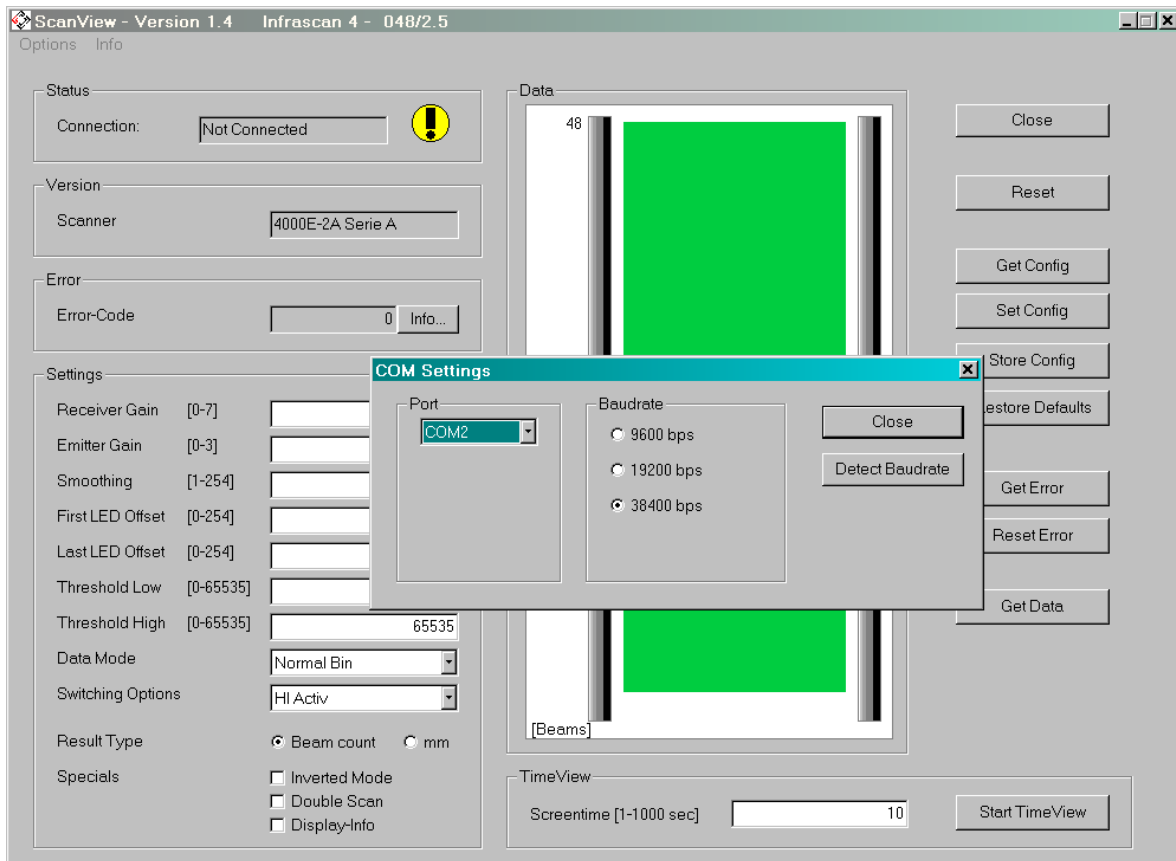 ScanView - Version 1.4 Infrascan 4 - 048/2.5
Options Info
Status
Connection: Not Connected
Version
Scanner 4000E-2A Serie A
Error
Error-Code 0 Info...
Settings
Receiver Gain [0-7]
Emitter Gain [0-3]
Smoothing [1-254]
First LED Offset [0-254]
Last LED Offset [0-254]
Threshold Low [0-65535]
Threshold High [0-65535] 65535
Data Mode Normal Bin
Switching Options HI Activ
Result Type Beam count mm
Specials Inverted Mode
Double Scan
Display-Info
Data
48
[Beams]
COM Settings
Port
COM2
Baudrate
9600 bps
19200 bps
38400 bps
Close
Detect Baudrate
TimeView
Screentime [1-1000 sec] 10 Start TimeView
Close
Reset
Get Config
Set Config
Store Config
estore Defaults
Get Error
Reset Error
Get Data